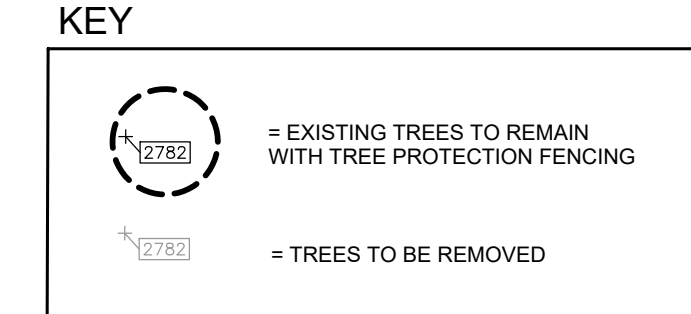 KEY
2782
= EXISTING TREES TO REMAIN
WITH TREE PROTECTION FENCING
2782
= TREES TO BE REMOVED